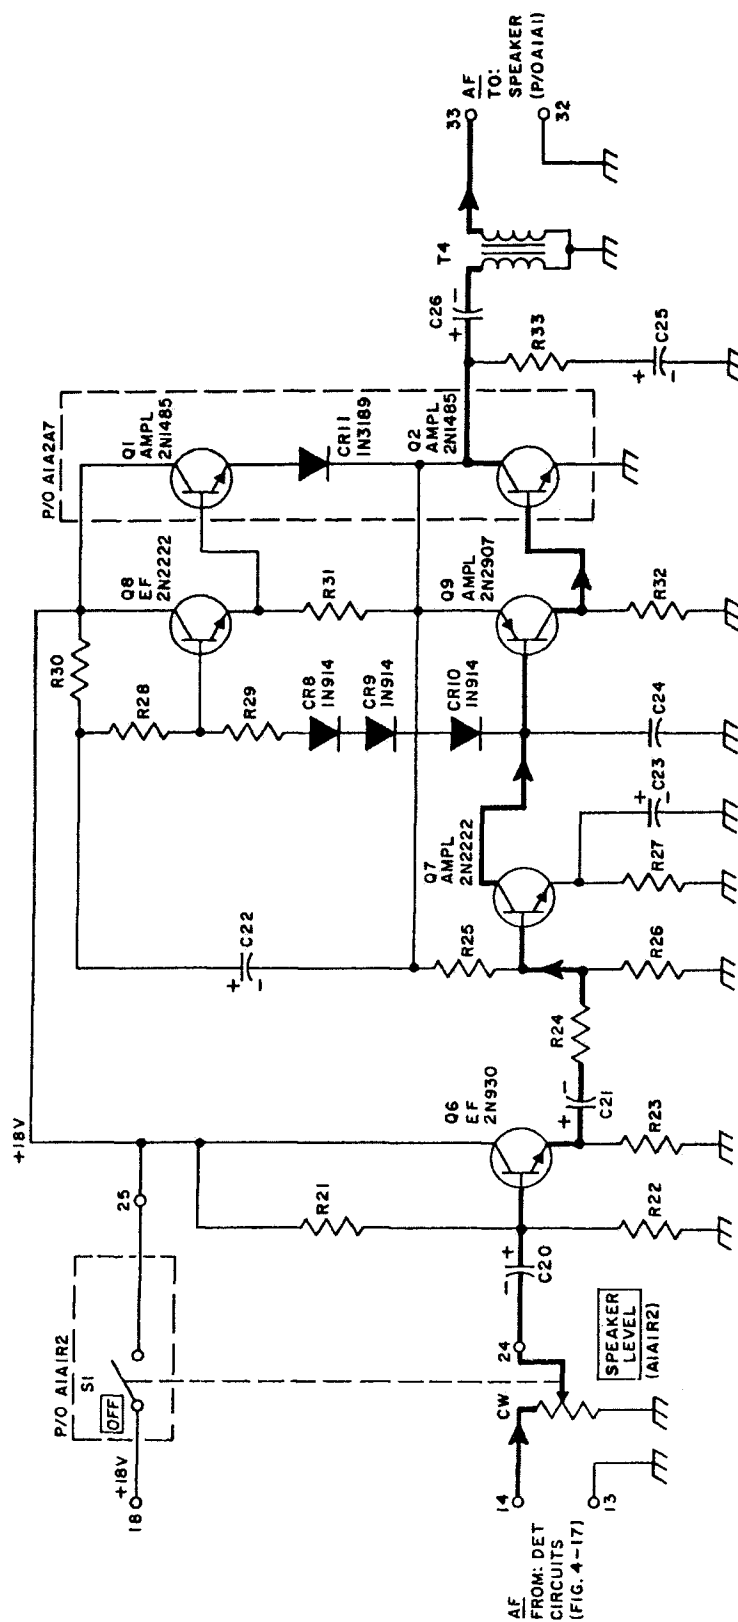 P/O A1A1R2
S1
OFF
18
+18V
25
+18V
14
13
AF
FROM: DET
CIRCUITS
(FIG. 4-17)
CW
24
SPEAKER
LEVEL
(A1A1R2)
- +
C20
R21
R22
Q6
EF
2N930
R23
+ -
C21
R24
+
-
C22
R25
R26
Q7
AMPL
2N2222
R27
+
-
C23
C24
R30
R28
R29
CR8
1N914
CR9
1N914
CR10
1N914
Q8
EF
2N2222
R31
Q9
AMPL
2N2907
R32
P/O A1A2A7
Q1
AMPL
2N1485
CR11
1N3189
Q2
AMPL
2N1485
+ -
C26
R33
+
-
C25
T4
33
AF
TO:
SPEAKER
(P/O A1A1)
32